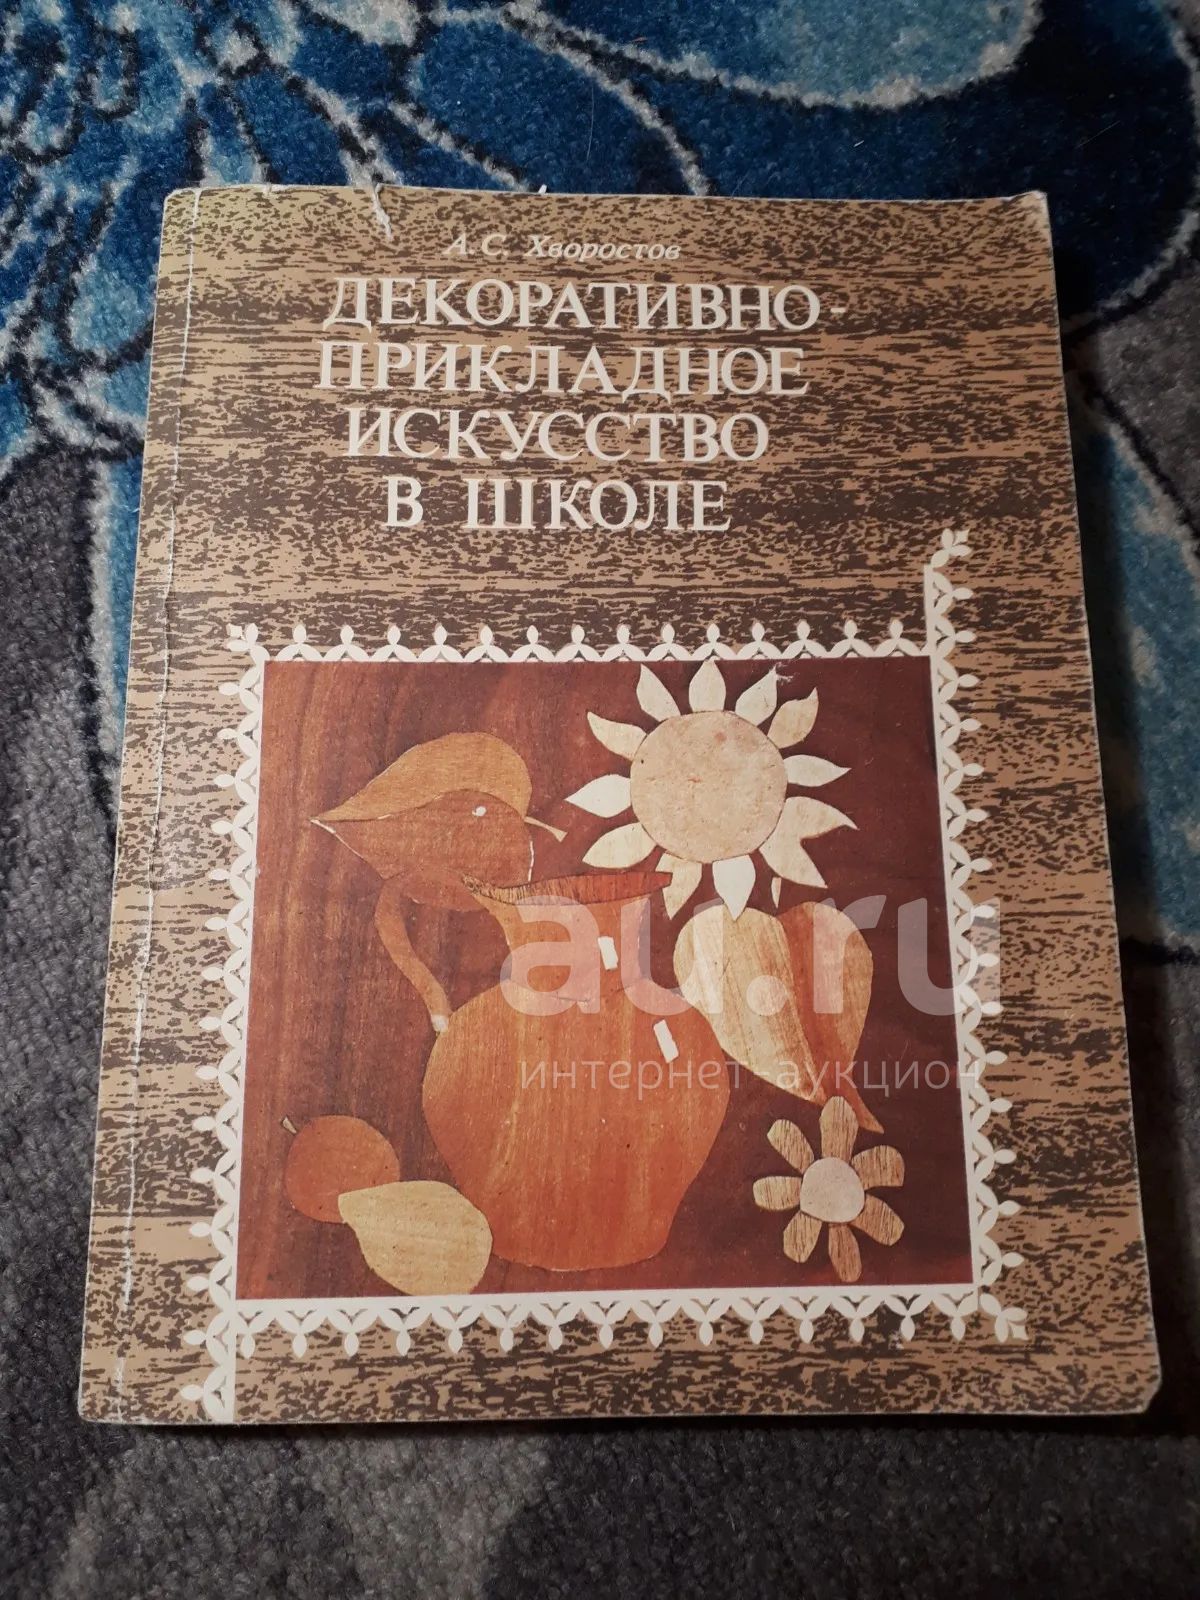 А.С. Хворостов
ДЕКОРАТИВНО-
ПРИКЛАДНОЕ
ИСКУССТВО
В ШКОЛЕ
au.ru
интернет-аукцион